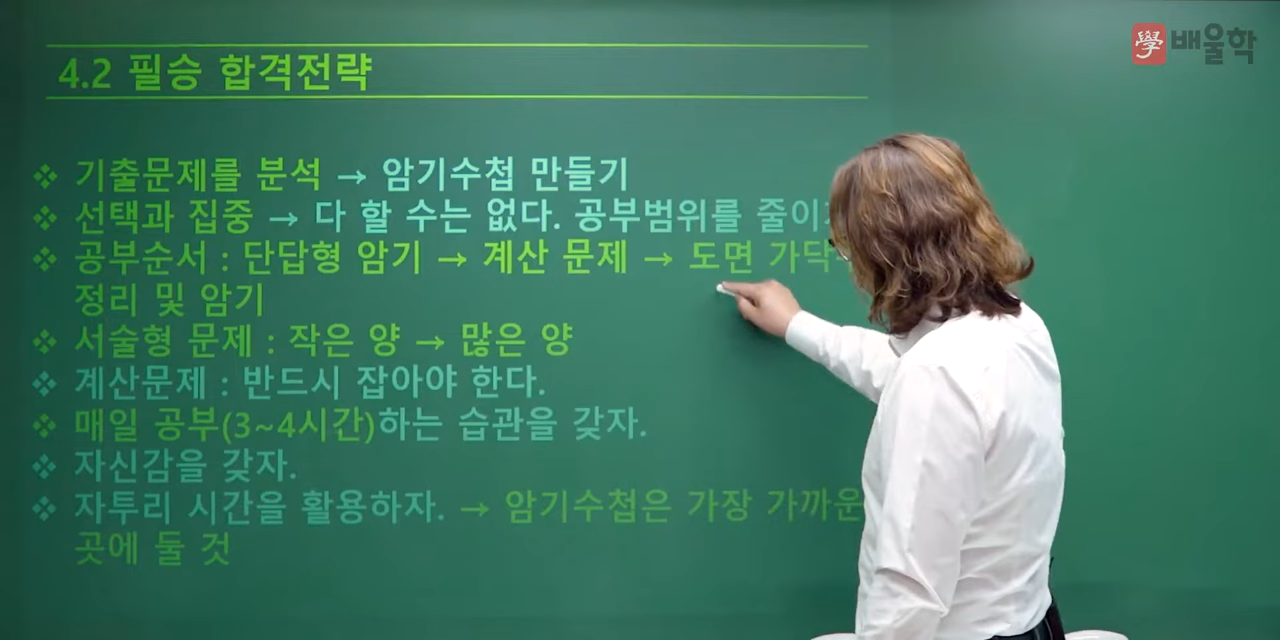 學 배울학
4.2 필승 합격전략
❖ 기출문제를 분석 → 암기수첩 만들기
❖ 선택과 집중 → 다 할 수는 없다. 공부범위를
❖ 공부순서 : 단답형 암기 → 계산 문제 → 도면
정리 및 암기
❖ 서술형 문제 : 작은 양 → 많은 양
❖ 계산문제 : 반드시 잡아야 한다.
❖ 매일 공부(3~4시간)하는 습관을 갖자.
❖ 자신감을 갖자.
❖ 자투리 시간을 활용하자. → 암기수첩은 가장 가까운
곳에 둘 것